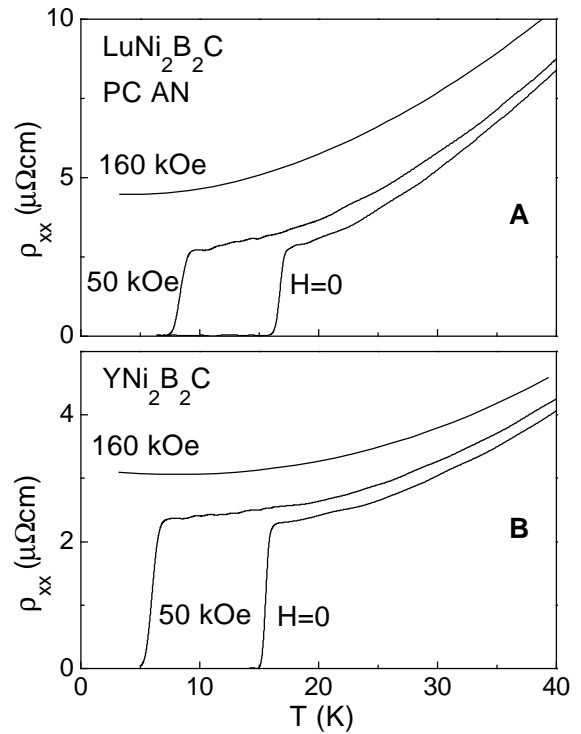 10
LuNi₂B₂C
PC AN
160 kOe
5
A
50 kOe
H=0
0
ρxx (μΩcm)
YNi₂B₂C
4
160 kOe
B
2
50 kOe
H=0
0
ρxx (μΩcm)
0 10 20 30 40
T (K)